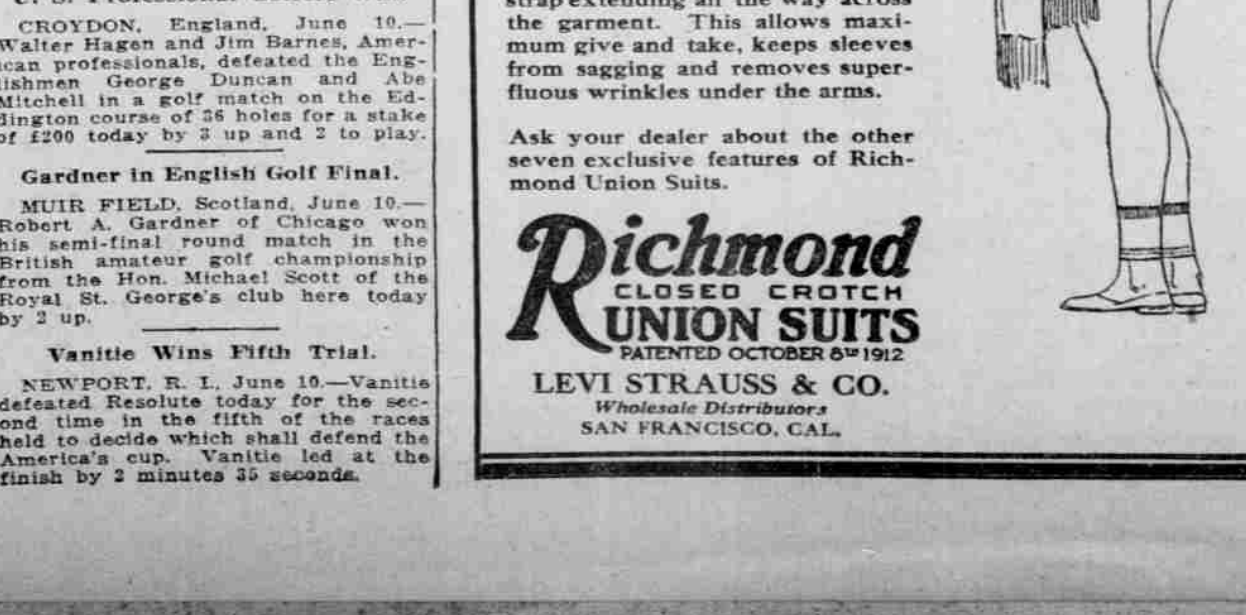 CROYDON, England, June 10.—
Walter Hagen and Jim Barnes, Amer-
ican professionals, defeated the Eng-
lishmen George Duncan and Abe
Mitchell in a golf match on the Ed-
dington course of 36 holes for a stake
of £200 today by 3 up and 2 to play.
Gardner in English Golf Final.
MUIR FIELD, Scotland, June 10.—
Robert A. Gardner of Chicago won
his semi-final round match in the
British amateur golf championship
from the Hon. Michael Scott of the
Royal St. George's club here today
by 2 up.
Vanitie Wins Fifth Trial.
NEWPORT, R. I., June 10.—Vanitie
defeated Resolute today for the sec-
ond time in the fifth of the races
held to decide which shall defend the
America's cup. Vanitie led at the
finish by 2 minutes 35 seconds.
strap extending all the way across
the garment. This allows maxi-
mum give and take, keeps sleeves
from sagging and removes super-
fluous wrinkles under the arms.
Ask your dealer about the other
seven exclusive features of Rich-
mond Union Suits.
Richmond
CLOSED CROTCH
UNION SUITS
PATENTED OCTOBER 8TH 1912
LEVI STRAUSS & CO.
Wholesale Distributors
SAN FRANCISCO, CAL.